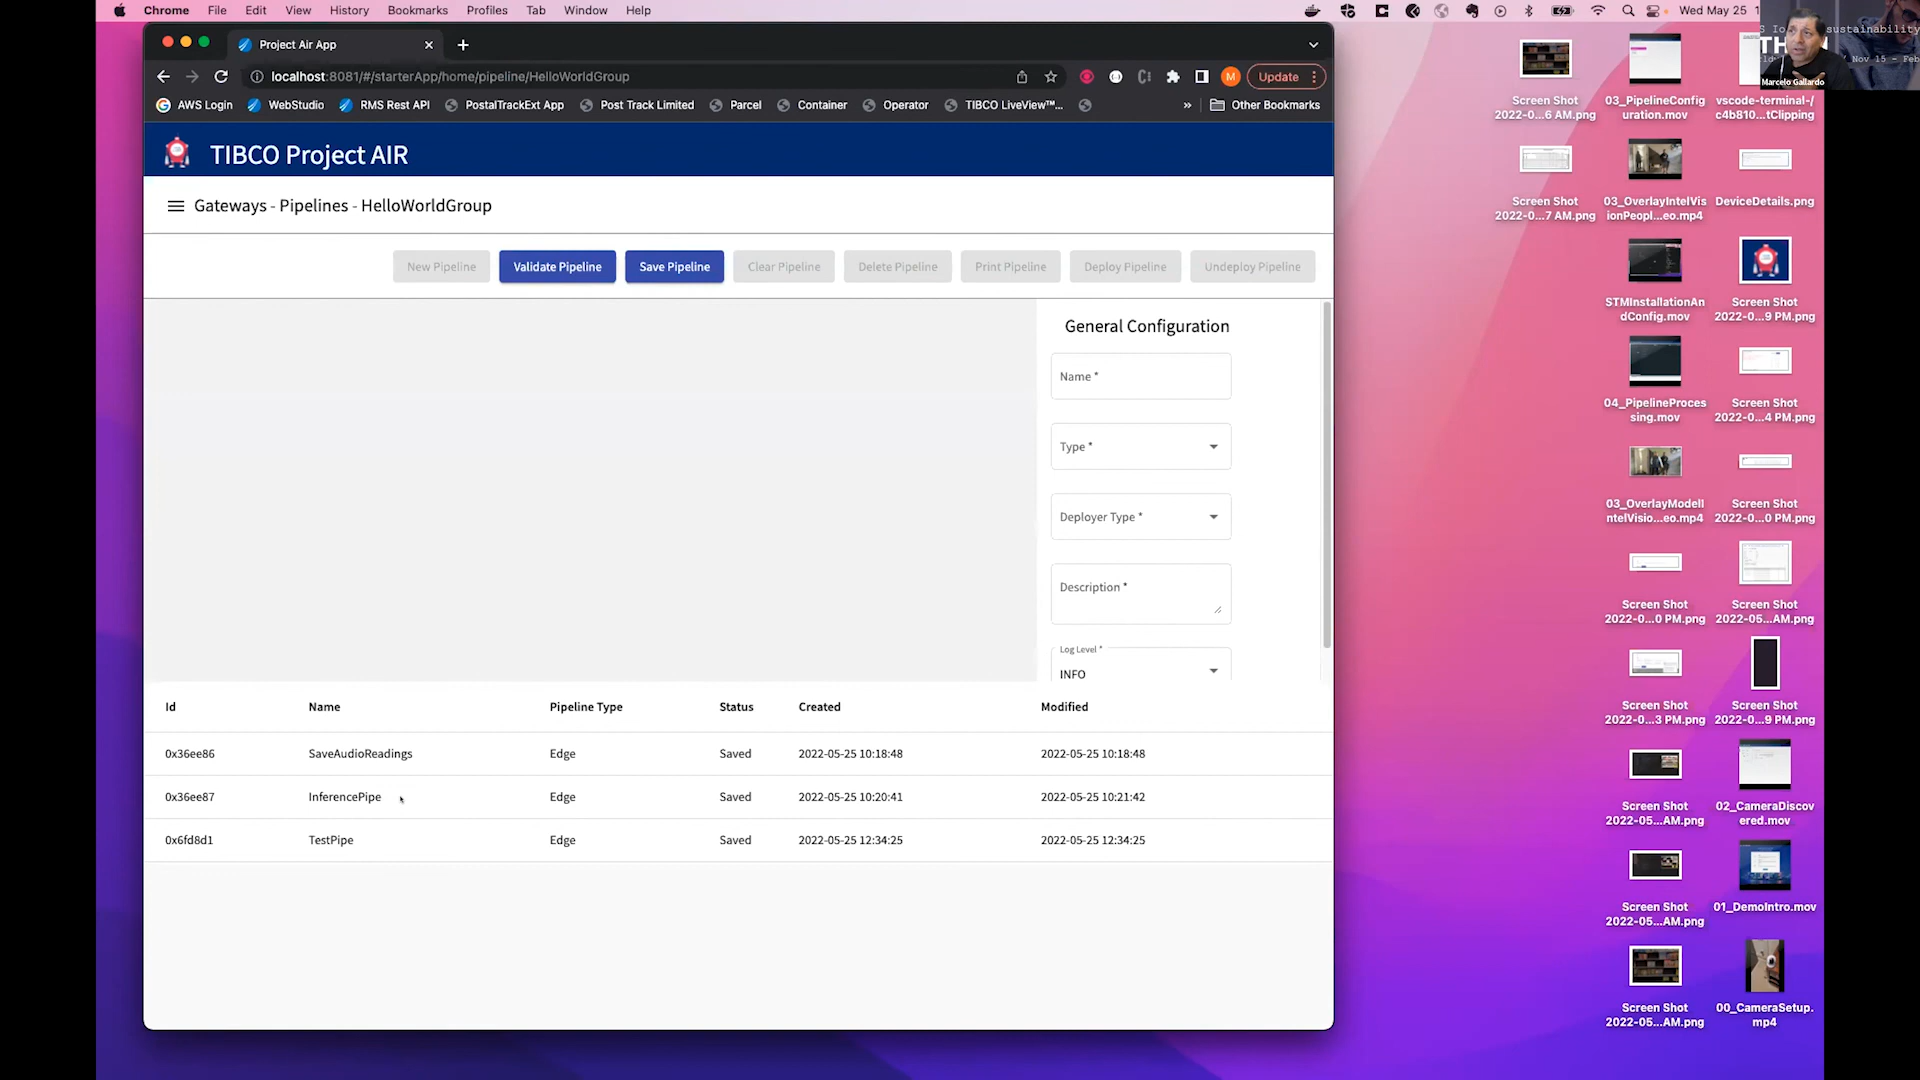 Chrome File Edit View History Bookmarks Profiles Tab Window Help
Wed May 25
Project Air App
localhost:8081/#/starterApp/home/pipeline/HelloWorldGroup
M Update
AWS Login WebStudio RMS Rest API PostalTrackExt App Post Track Limited Parcel Container Operator TIBCO LiveView™... » Other Bookmarks
TIBCO Project AIR
Gateways - Pipelines - HelloWorldGroup
New Pipeline Validate Pipeline Save Pipeline Clear Pipeline Delete Pipeline Print Pipeline Deploy Pipeline Undeploy Pipeline
General Configuration
Name *
Type *
Deployer Type *
Description *
Log Level *
INFO
Id Name Pipeline Type Status Created Modified
0x36ee86 SaveAudioReadings Edge Saved 2022-05-25 10:18:48 2022-05-25 10:18:48
0x36ee87 InferencePipe Edge Saved 2022-05-25 10:20:41 2022-05-25 10:21:42
0x6fd8d1 TestPipe Edge Saved 2022-05-25 12:34:25 2022-05-25 12:34:25
sustainability
Nov 15 - Feb
Marcelo Gallardo
Screen Shot
2022-0...6 AM.png
03_PipelineConfig
uration.mov
vscode-terminal-/
c4b810...tClipping
Screen Shot
2022-0...7 AM.png
03_OverlayIntelVis
ionPeopl...eo.mp4
DeviceDetails.png
STMInstallationAn
dConfig.mov
Screen Shot
2022-0...9 PM.png
04_PipelineProces
sing.mov
Screen Shot
2022-0...4 PM.png
03_OverlayModelI
ntelVisio...eo.mp4
Screen Shot
2022-0...0 PM.png
Screen Shot
2022-0...0 PM.png
Screen Shot
2022-05...AM.png
Screen Shot
2022-0...3 PM.png
Screen Shot
2022-0...9 PM.png
Screen Shot
2022-05...AM.png
02_CameraDiscov
ered.mov
Screen Shot
2022-05...AM.png
01_DemoIntro.mov
Screen Shot
2022-05...AM.png
00_CameraSetup.
mp4